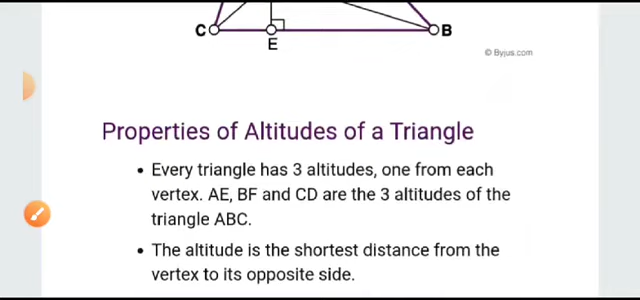 C
B
E
© Byjus.com
Properties of Altitudes of a Triangle
• Every triangle has 3 altitudes, one from each
vertex. AE, BF and CD are the 3 altitudes of the
triangle ABC.
• The altitude is the shortest distance from the
vertex to its opposite side.